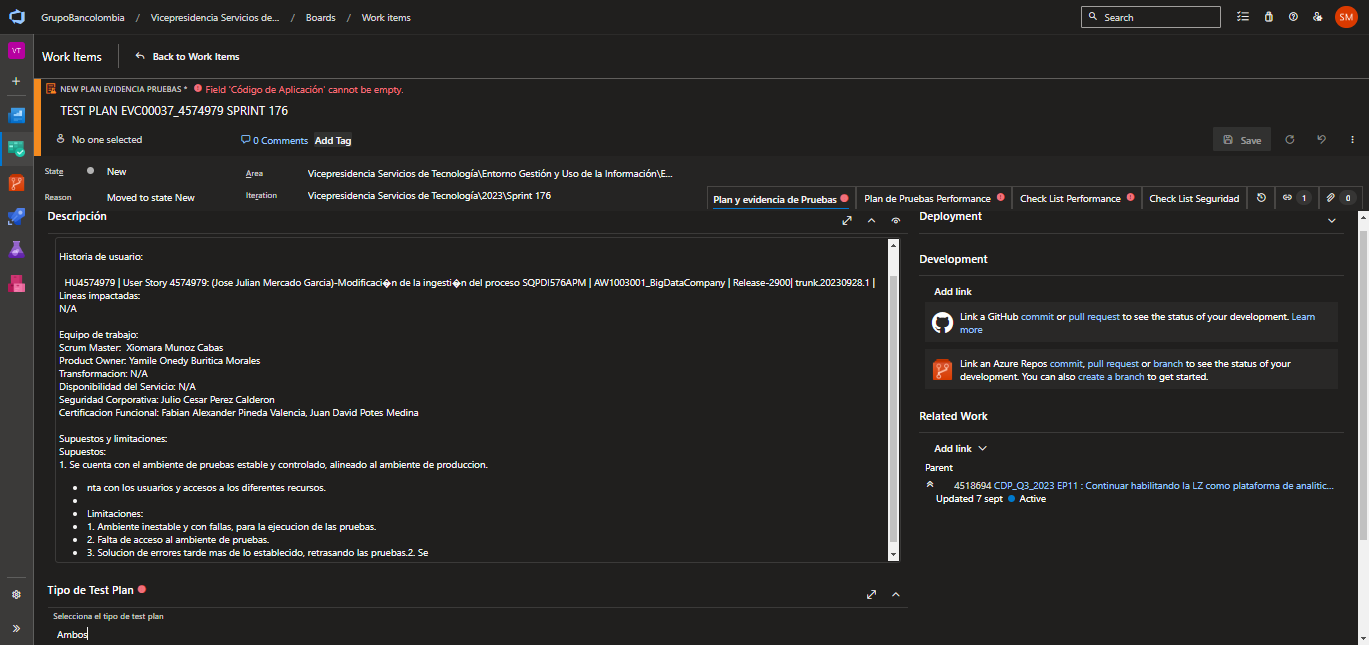 GrupoBancolombia / Vicepresidencia Servicios de... / Boards / Work items
Search
SM
VT
Work Items
Back to Work Items
NEW PLAN EVIDENCIA PRUEBAS * Field 'Código de Aplicación' cannot be empty.
TEST PLAN EVC00037_4574979 SPRINT 176
No one selected
0 Comments
Add Tag
Save
State
New
Area
Vicepresidencia Servicios de Tecnología\Entorno Gestión y Uso de la Información\E...
Reason
Moved to state New
Iteration
Vicepresidencia Servicios de Tecnología\2023\Sprint 176
Plan y evidencia de Pruebas
Plan de Pruebas Performance
Check List Performance
Check List Seguridad
1
0
Descripción
Historia de usuario:
HU4574979 | User Story 4574979: (Jose Julian Mercado Garcia)-Modificaci�n de la ingesti�n del proceso SQPDI576APM | AW1003001_BigDataCompany | Release-2900| trunk.20230928.1 |
Lineas impactadas:
N/A
Equipo de trabajo:
Scrum Master: Xiomara Munoz Cabas
Product Owner: Yamile Onedy Buritica Morales
Transformacion: N/A
Disponibilidad del Servicio: N/A
Seguridad Corporativa: Julio Cesar Perez Calderon
Certificacion Funcional: Fabian Alexander Pineda Valencia, Juan David Potes Medina
Supuestos y limitaciones:
Supuestos:
1. Se cuenta con el ambiente de pruebas estable y controlado, alineado al ambiente de produccion.
• nta con los usuarios y accesos a los diferentes recursos.
•
• Limitaciones:
• 1. Ambiente inestable y con fallas, para la ejecucion de las pruebas.
• 2. Falta de acceso al ambiente de pruebas.
• 3. Solucion de errores tarde mas de lo establecido, retrasando las pruebas.2. Se
Tipo de Test Plan
Selecciona el tipo de test plan
Ambos
Deployment
Development
Add link
Link a GitHub commit or pull request to see the status of your development. Learn
more
Link an Azure Repos commit, pull request or branch to see the status of your
development. You can also create a branch to get started.
Related Work
Add link
Parent
4518694 CDP_Q3_2023 EP11 : Continuar habilitando la LZ como plataforma de analitic...
Updated 7 sept Active